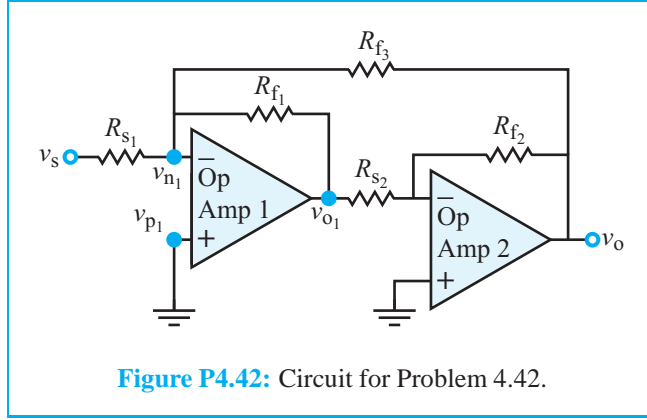 R_f3
R_f1
R_s1
R_f2
v_s
v_n1
R_s2
− Op Amp 1 +
− Op Amp 2 +
v_p1
v_o1
v_o
Figure P4.42: Circuit for Problem 4.42.